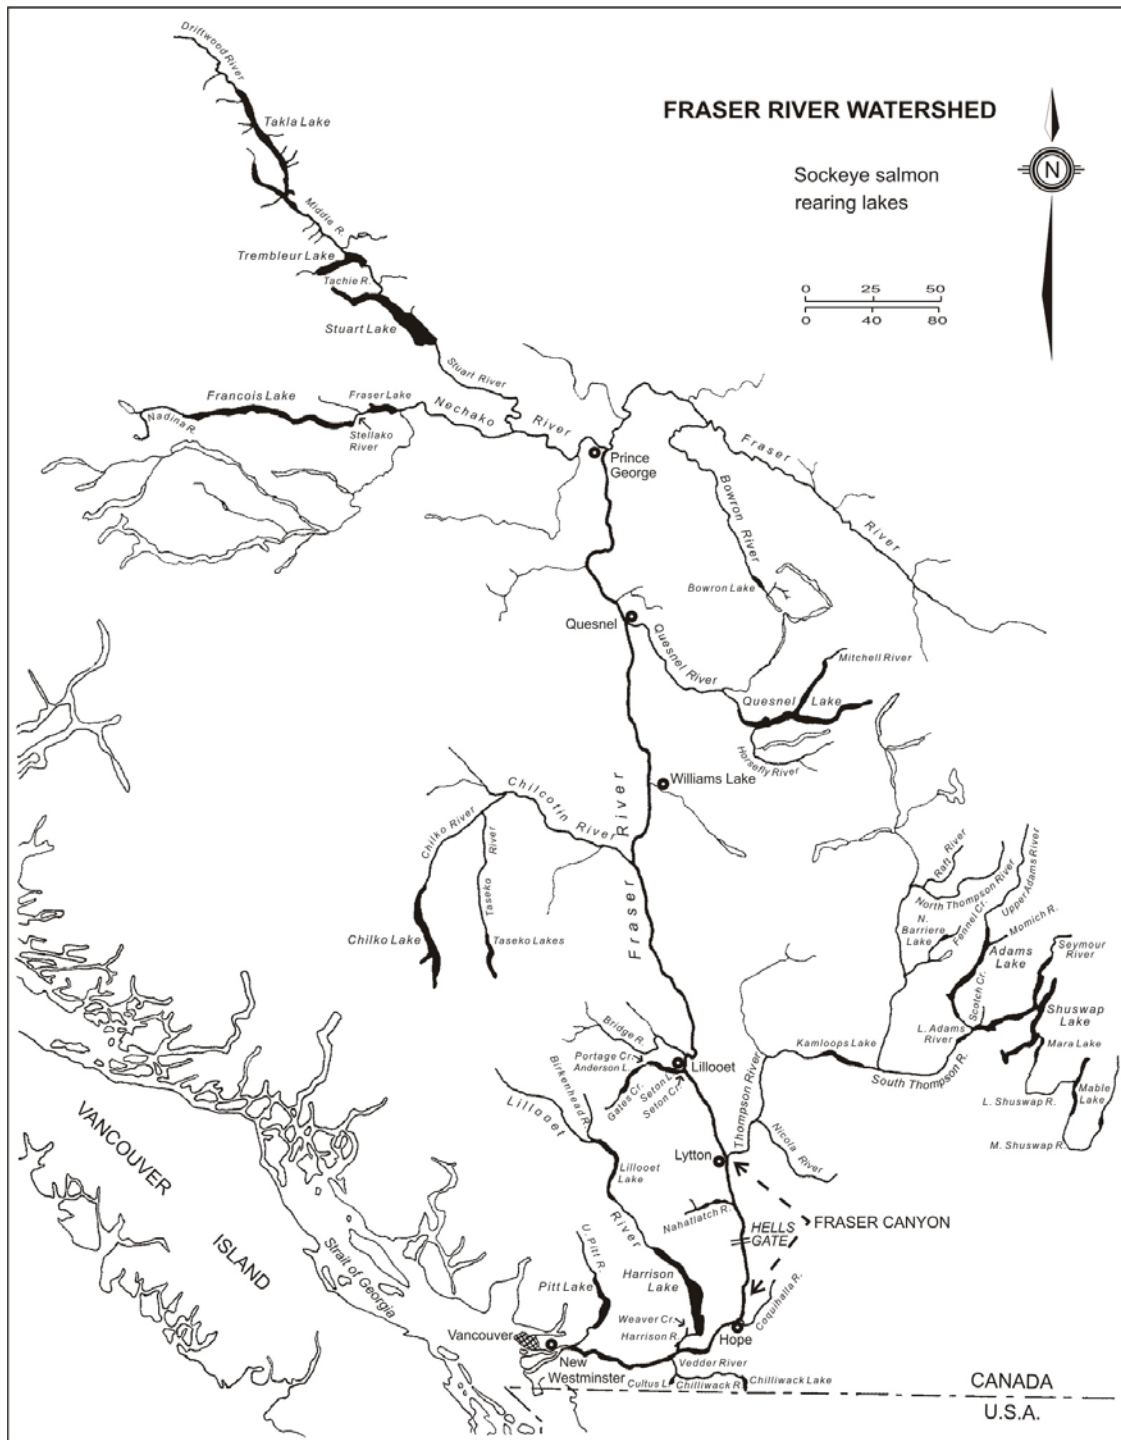 Driftwood River
FRASER RIVER WATERSHED
Takla Lake
N
Sockeye salmon
rearing lakes
Middle R.
Trembleur Lake
Tachie R.
0 25 50
0 40 80
Stuart Lake
Stuart River
Francois Lake
Fraser Lake
Nadina R.
Stellako
River
Nechako
River
Fraser
River
Prince
George
Bowron River
Bowron Lake
Quesnel
Quesnel River
Mitchell River
Quesnel Lake
Horsefly River
Williams Lake
Chilcotin River
Fraser River
Chilko River
Taseko River
Chilko Lake
Taseko Lakes
Raft River
North Thompson River
N.
Barriere
Lake
Fennel Cr.
Upper Adams River
Momich R.
Adams
Lake
Seymour
River
Scotch Cr.
Shuswap
Lake
L. Adams
River
Mara Lake
Kamloops Lake
South Thompson R.
Mable
Lake
L. Shuswap R.
M. Shuswap R.
Bridge R.
Portage Cr.
Anderson L.
Lillooet
Gates Cr.
Seton L.
Seton Cr.
Birkenhead R.
Lillooet
River
Thompson River
Nicola River
Lytton
Lillooet
Lake
Nahatlatch R.
HELLS
GATE
FRASER CANYON
VANCOUVER
ISLAND
Strait of Georgia
U. Pitt R.
Pitt Lake
Harrison
Lake
Coquihalla R.
Weaver Cr.
Harrison R.
Hope
Vancouver
New
Westminster
Vedder River
Cultus L.
Chilliwack R.
Chilliwack Lake
CANADA
U.S.A.